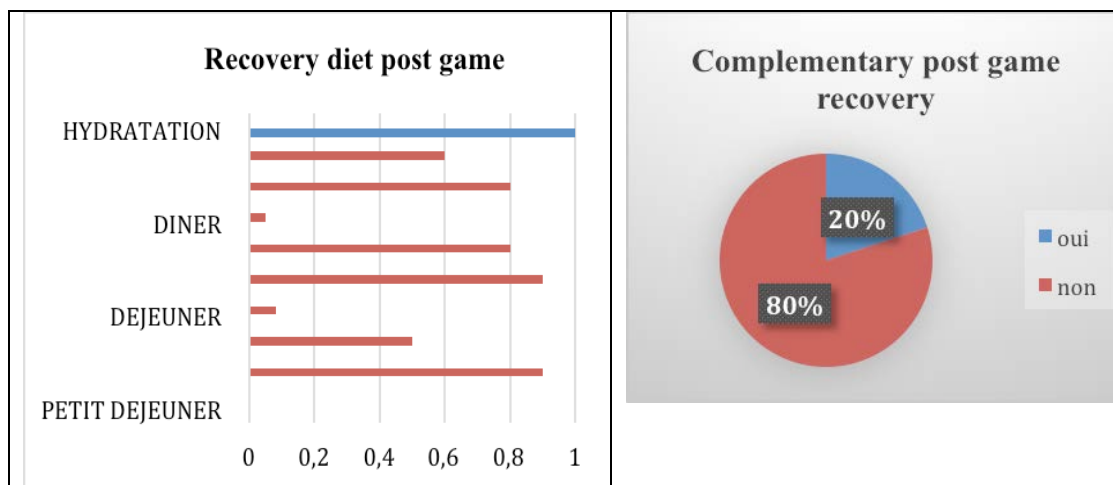 Recovery diet post game
HYDRATATION
DINER
DEJEUNER
PETIT DEJEUNER
0 0,2 0,4 0,6 0,8 1
Complementary post game
recovery
20%
80%
oui
non